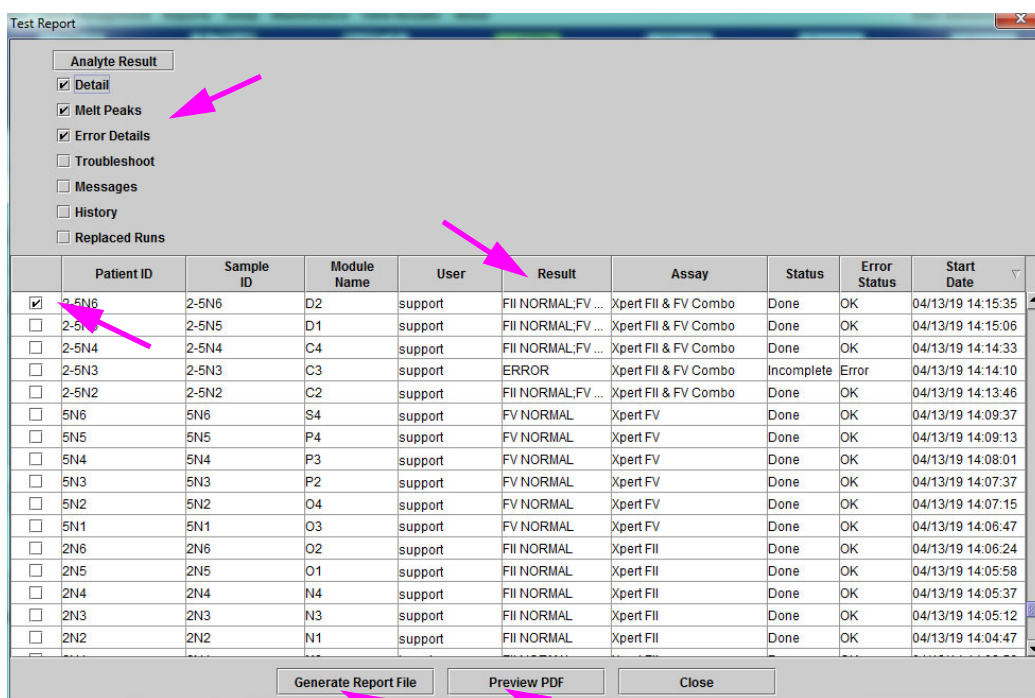 Test Report
Analyte Result
Detail
Melt Peaks
Error Details
Troubleshoot
Messages
History
Replaced Runs
Patient ID Sample ID Module Name User Result Assay Status Error Status Start Date
2-5N6 2-5N6 D2 support FII NORMAL;FV ... Xpert FII & FV Combo Done OK 04/13/19 14:15:35
2-5N5 D1 support FII NORMAL;FV ... Xpert FII & FV Combo Done OK 04/13/19 14:15:06
2-5N4 2-5N4 C4 support FII NORMAL;FV ... Xpert FII & FV Combo Done OK 04/13/19 14:14:33
2-5N3 2-5N3 C3 support ERROR Xpert FII & FV Combo Incomplete Error 04/13/19 14:14:10
2-5N2 2-5N2 C2 support FII NORMAL;FV ... Xpert FII & FV Combo Done OK 04/13/19 14:13:46
5N6 5N6 S4 support FV NORMAL Xpert FV Done OK 04/13/19 14:09:37
5N5 5N5 P4 support FV NORMAL Xpert FV Done OK 04/13/19 14:09:13
5N4 5N4 P3 support FV NORMAL Xpert FV Done OK 04/13/19 14:08:01
5N3 5N3 P2 support FV NORMAL Xpert FV Done OK 04/13/19 14:07:37
5N2 5N2 O4 support FV NORMAL Xpert FV Done OK 04/13/19 14:07:15
5N1 5N1 O3 support FV NORMAL Xpert FV Done OK 04/13/19 14:06:47
2N6 2N6 O2 support FII NORMAL Xpert FII Done OK 04/13/19 14:06:24
2N5 2N5 O1 support FII NORMAL Xpert FII Done OK 04/13/19 14:05:58
2N4 2N4 N4 support FII NORMAL Xpert FII Done OK 04/13/19 14:05:37
2N3 2N3 N3 support FII NORMAL Xpert FII Done OK 04/13/19 14:05:12
2N2 2N2 N1 support FII NORMAL Xpert FII Done OK 04/13/19 14:04:47
Generate Report File Preview PDF Close